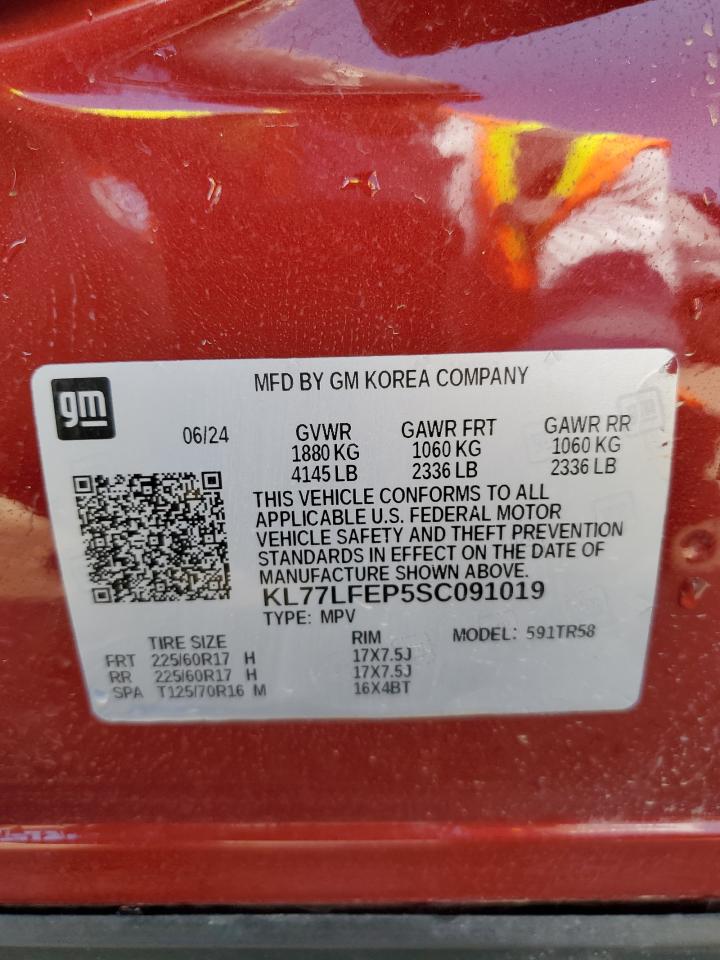 gm
MFD BY GM KOREA COMPANY
06/24
GVWR
1880 KG
4145 LB
GAWR FRT
1060 KG
2336 LB
GAWR RR
1060 KG
2336 LB
THIS VEHICLE CONFORMS TO ALL
APPLICABLE U.S. FEDERAL MOTOR
VEHICLE SAFETY AND THEFT PREVENTION
STANDARDS IN EFFECT ON THE DATE OF
MANUFACTURE SHOWN ABOVE.
KL77LFEP5SC091019
TYPE: MPV
MODEL: 591TR58
TIRE SIZE RIM
FRT 225/60R17 H 17X7.5J
RR 225/60R17 H 17X7.5J
SPA T125/70R16 M 16X4BT